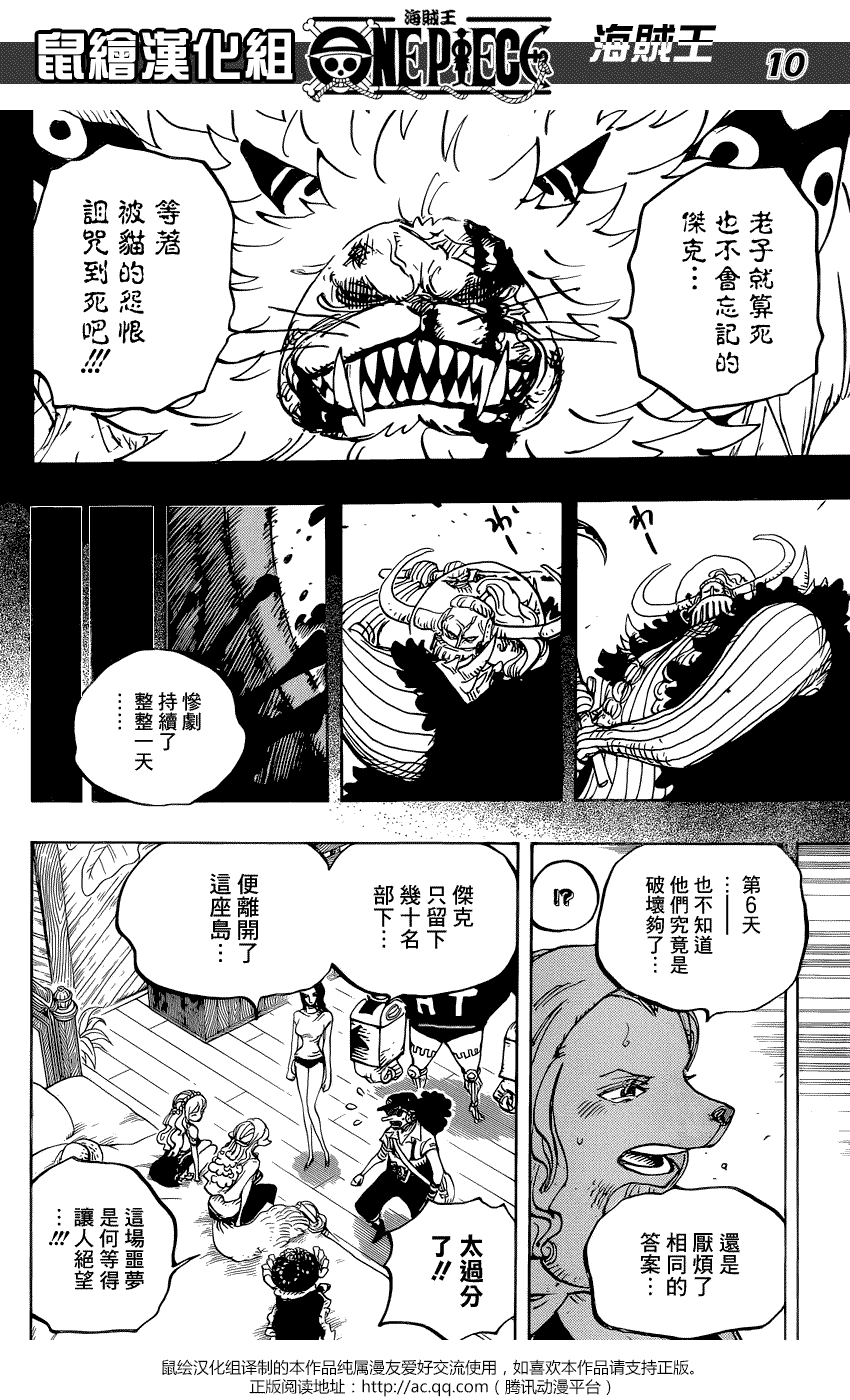 鼠繪漢化組
海賊王
ONE PIECE
海賊王
10
老子就算死
也不會忘記的
傑克…
等著
被貓的怨恨
詛咒到死吧!!!
わー
わー
慘劇
持續了
整整一天
……
第6天
……——
也不知道
他們究竟是
破壞夠了…
!?
還是
厭煩了
相同的
答案…
傑克
只留下
幾十名
部下…
便離開了
這座島…
HT
太過分
了!!
這場噩夢
是何等得
讓人絕望
…!!!
鼠绘汉化组译制的本作品纯属漫友爱好交流使用，如喜欢本作品请支持正版。
正版阅读地址：http://ac.qq.com（腾讯动漫平台）